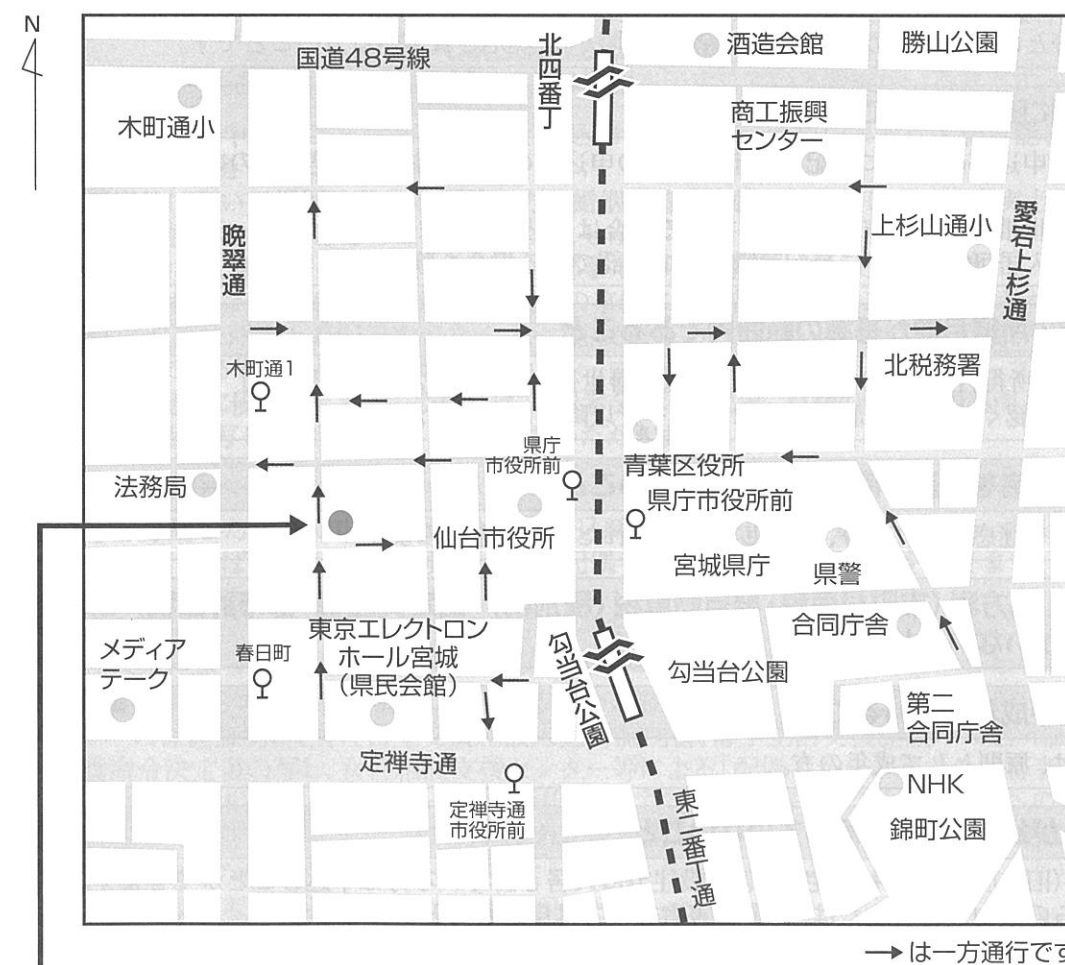 N
国道48号線
北四番丁
酒造会館
勝山公園
木町通小
商工振興
センター
晩翠通
上杉山通小
愛宕上杉通
木町通1
北税務署
県庁
市役所前
青葉区役所
法務局
県庁市役所前
仙台市役所
宮城県庁
県警
合同庁舎
メディア
テーク
春日町
東京エレクトロン
ホール宮城
(県民会館)
勾当台公園
勾当台公園
第二
合同庁舎
定禅寺通
NHK
定禅寺通
市役所前
東二番丁通
錦町公園
→は一方通行です